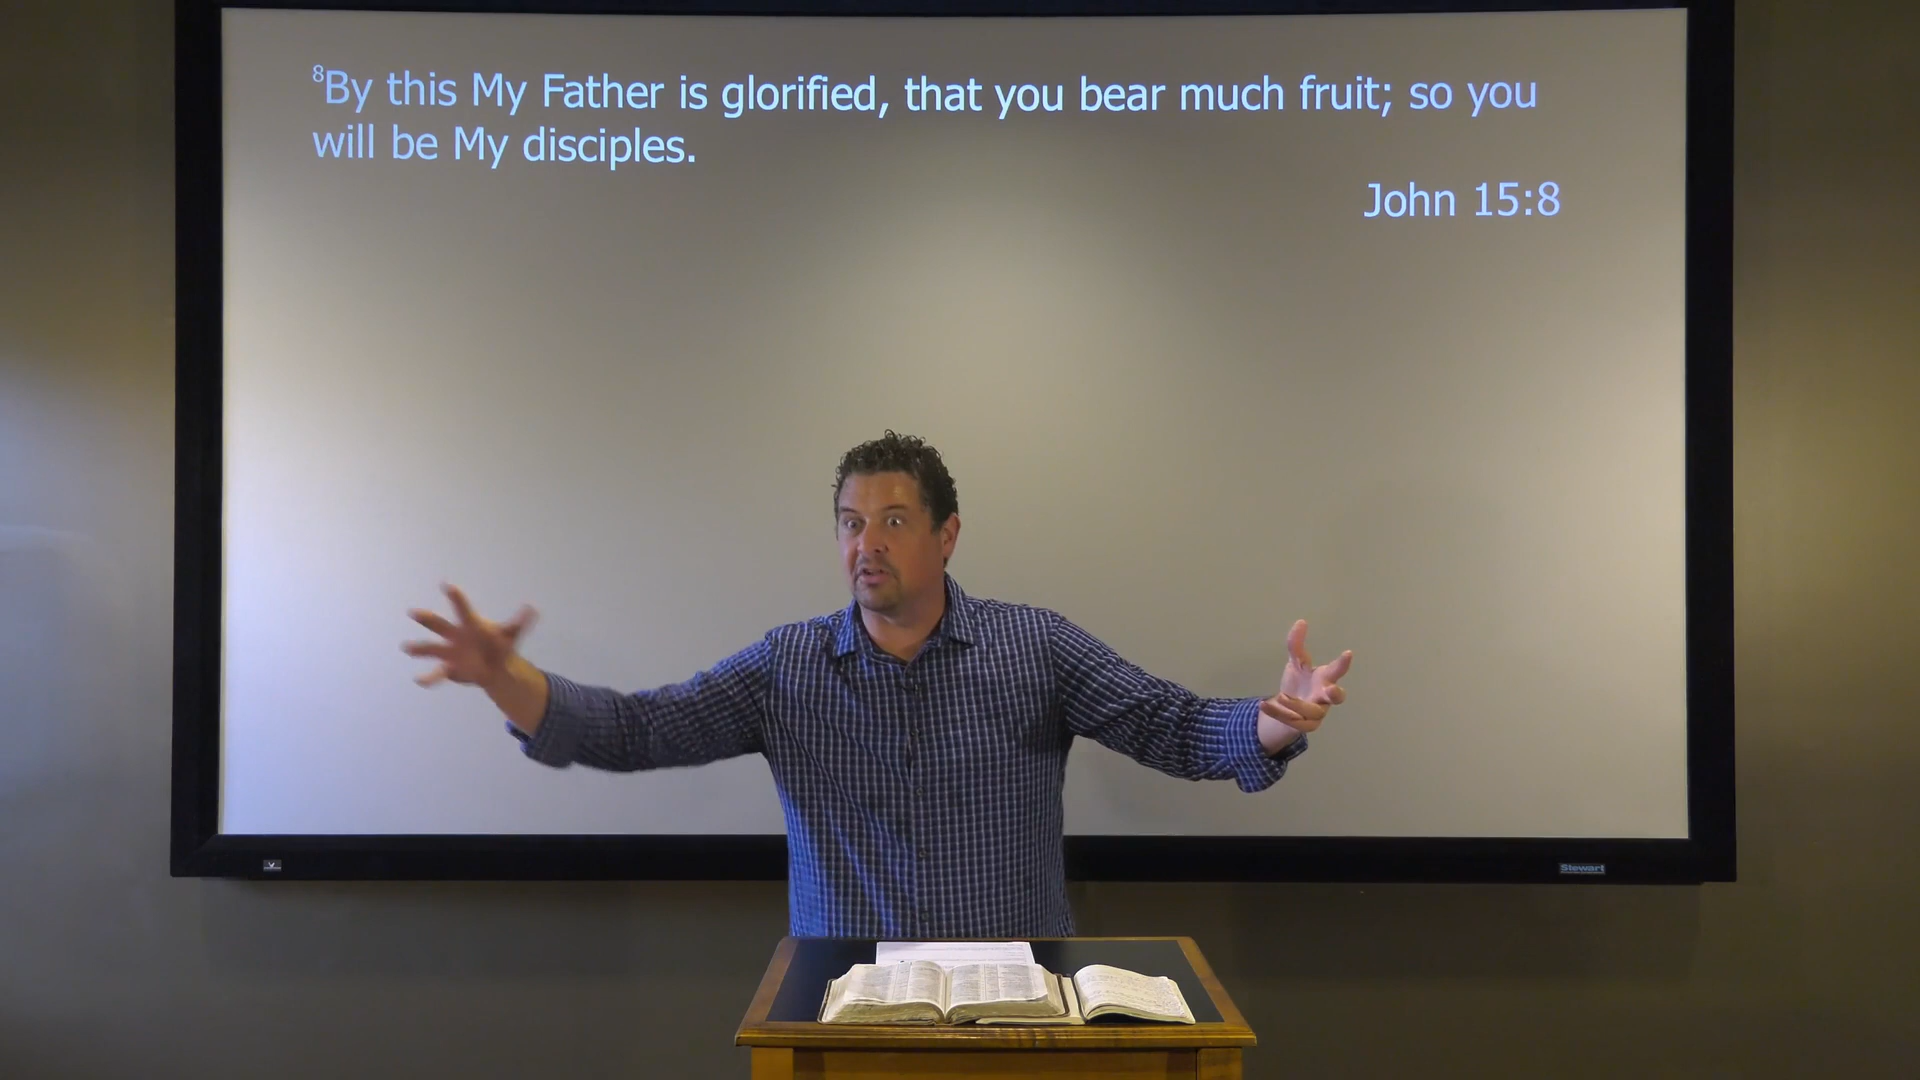 ⁸By this My Father is glorified, that you bear much fruit; so you
will be My disciples.
John 15:8
Stewart